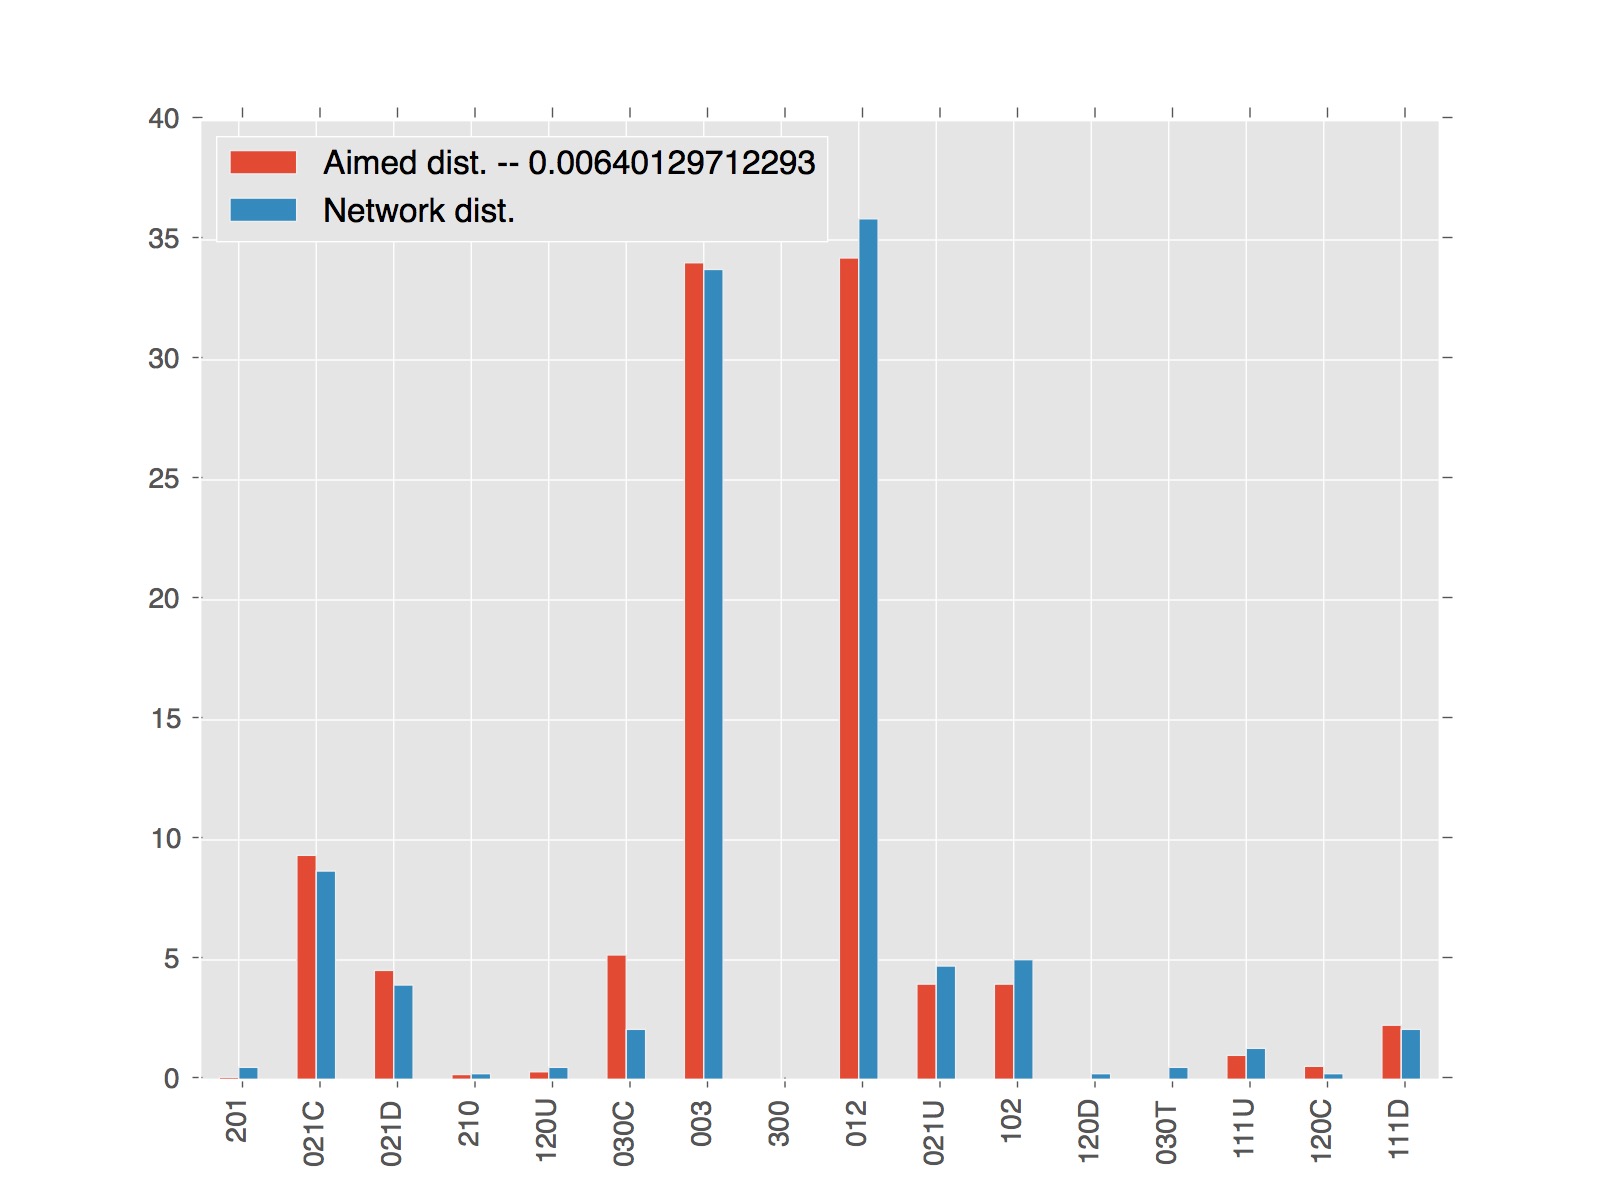 Aimed dist. -- 0.00640129712293
Network dist.
40
35
30
25
20
15
10
5
0
201
021C
021D
210
120U
030C
003
300
012
021U
102
120D
030T
111U
120C
111D